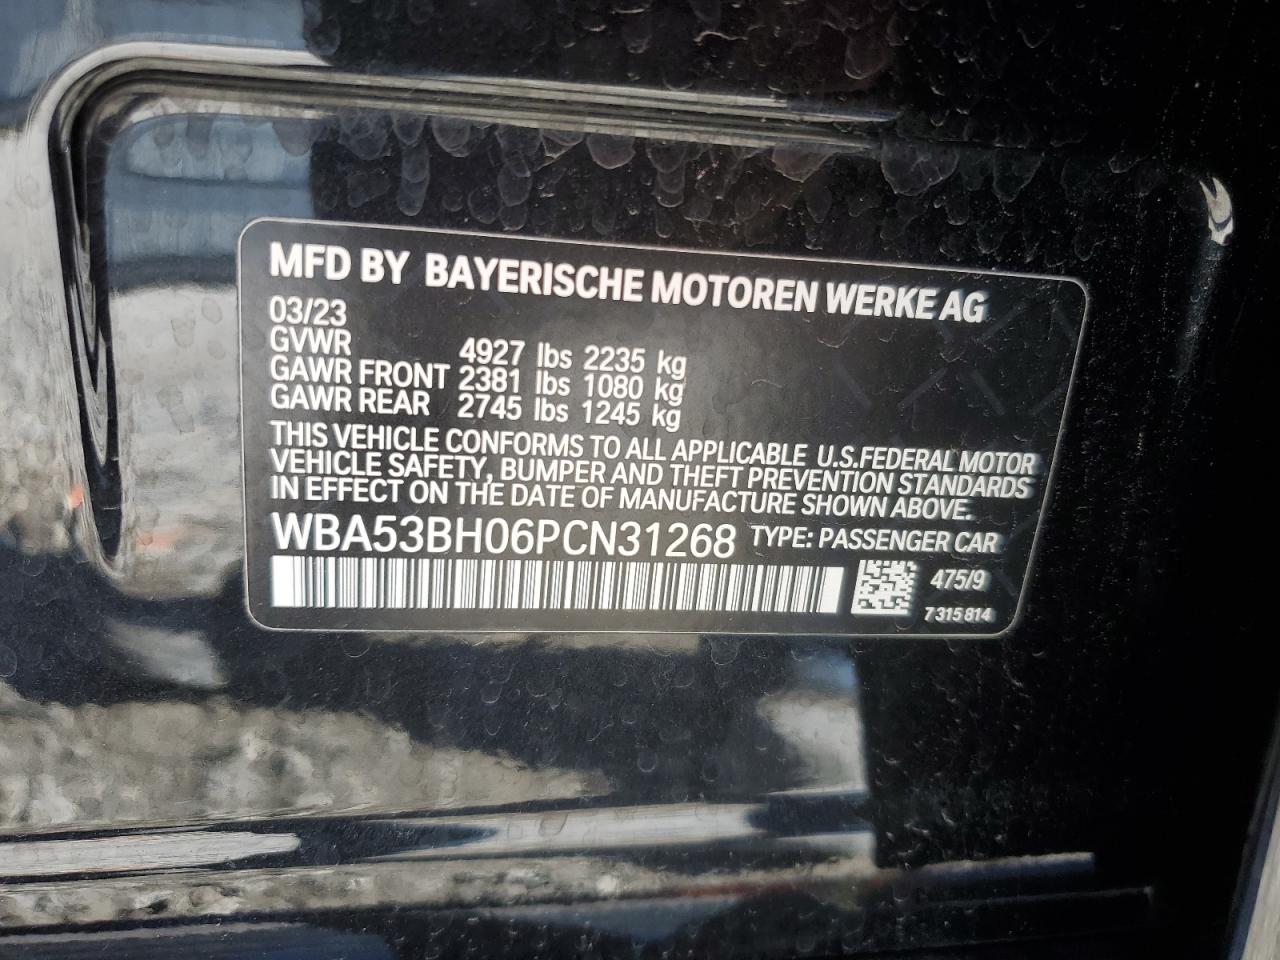 MFD BY BAYERISCHE MOTOREN WERKE AG
03/23
GVWR 4927 lbs 2235 kg
GAWR FRONT 2381 lbs 1080 kg
GAWR REAR 2745 lbs 1245 kg
THIS VEHICLE CONFORMS TO ALL APPLICABLE U.S.FEDERAL MOTOR
VEHICLE SAFETY, BUMPER AND THEFT PREVENTION STANDARDS
IN EFFECT ON THE DATE OF MANUFACTURE SHOWN ABOVE.
WBA53BH06PCN31268 TYPE: PASSENGER CAR
475/9
7 315 814